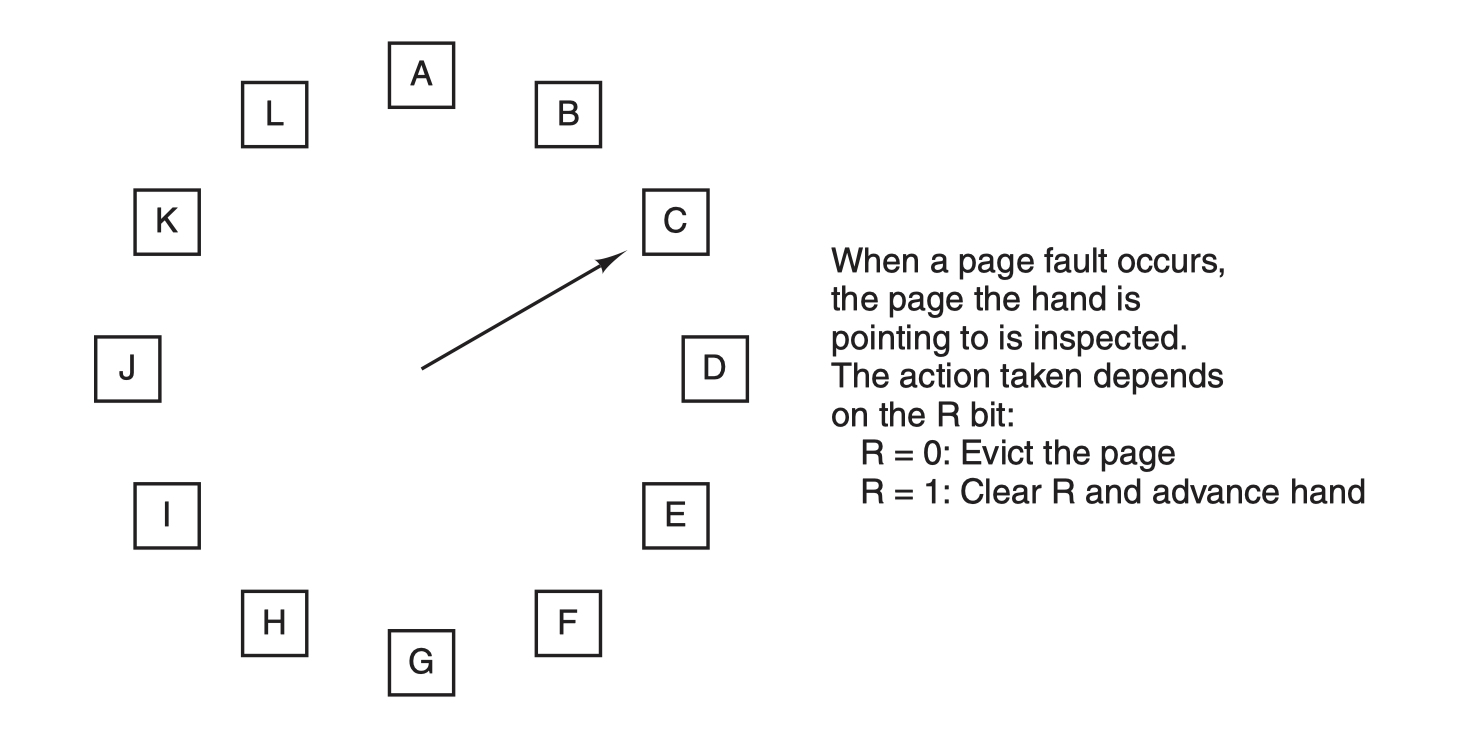 A
L
B
K
C
J
D
I
E
H
F
G
When a page fault occurs,
the page the hand is
pointing to is inspected.
The action taken depends
on the R bit:
R = 0: Evict the page
R = 1: Clear R and advance hand